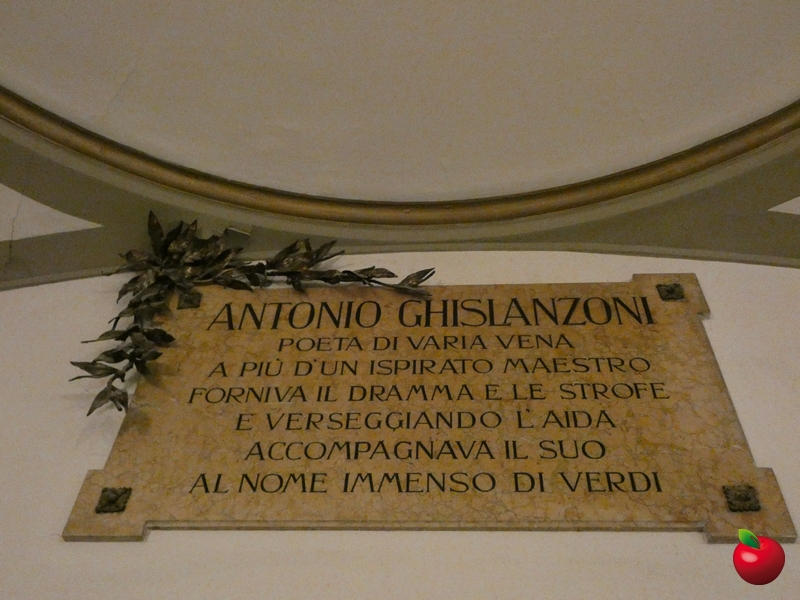 ANTONIO GHISLANZONI
POETA DI VARIA VENA
A PIÙ D'UN ISPIRATO MAESTRO
FORNIVA IL DRAMMA E LE STROFE
E VERSEGGIANDO L'AIDA
ACCOMPAGNAVA IL SUO
AL NOME IMMENSO DI VERDI